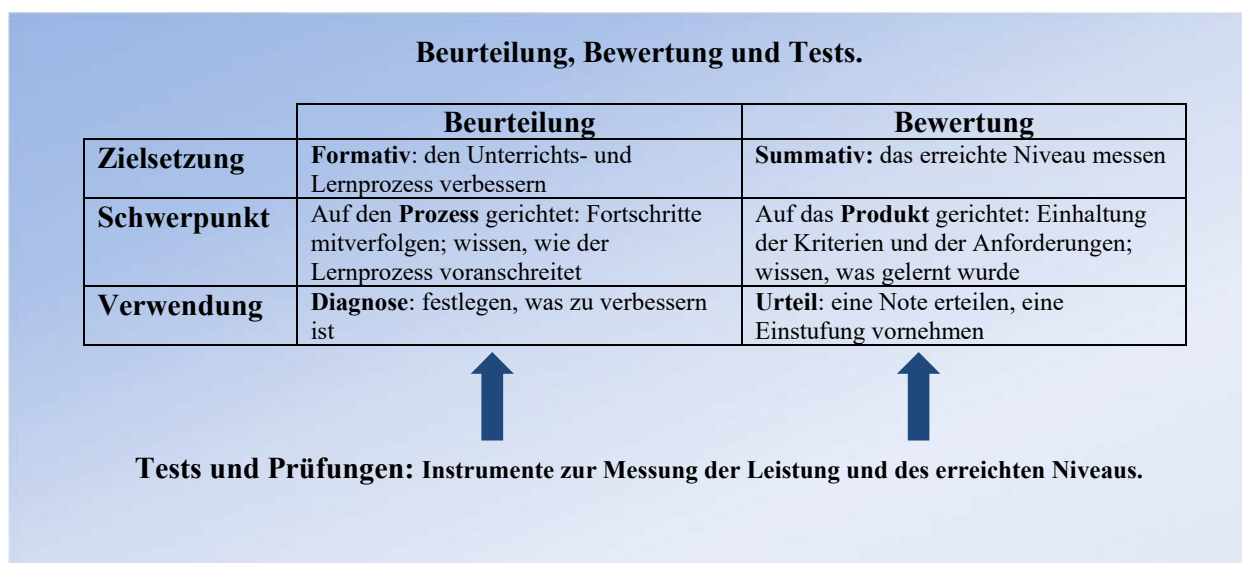 Beurteilung, Bewertung und Tests.
Beurteilung
Bewertung
Zielsetzung
Formativ: den Unterrichts- und
Lernprozess verbessern
Summativ: das erreichte Niveau messen
Schwerpunkt
Auf den Prozess gerichtet: Fortschritte
mitverfolgen; wissen, wie der
Lernprozess voranschreitet
Auf das Produkt gerichtet: Einhaltung
der Kriterien und der Anforderungen;
wissen, was gelernt wurde
Verwendung
Diagnose: festlegen, was zu verbessern
ist
Urteil: eine Note erteilen, eine
Einstufung vornehmen
Tests und Prüfungen: Instrumente zur Messung der Leistung und des erreichten Niveaus.